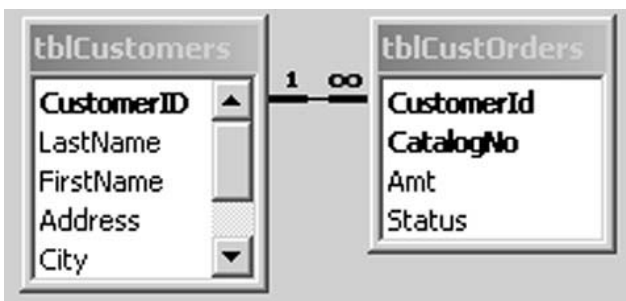 tblCustomers
CustomerID
LastName
FirstName
Address
City
1 ∞
tblCustOrders
CustomerId
CatalogNo
Amt
Status